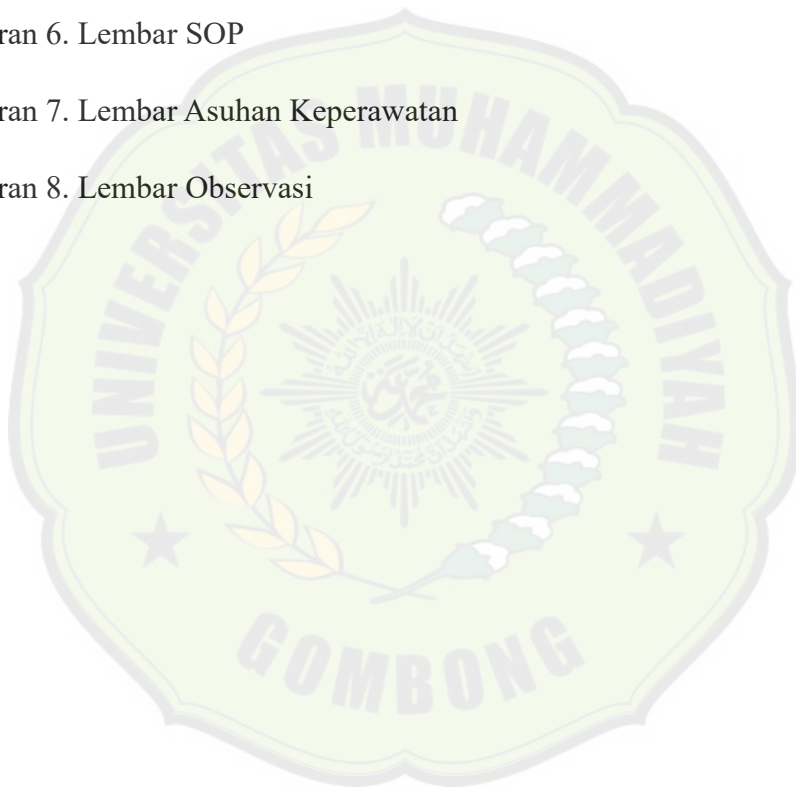 ran 6. Lembar SOP
ran 7. Lembar Asuhan Keperawatan
ran 8. Lembar Observasi
UNIVERSITAS MUHAMMADIYAH
GOMBONG